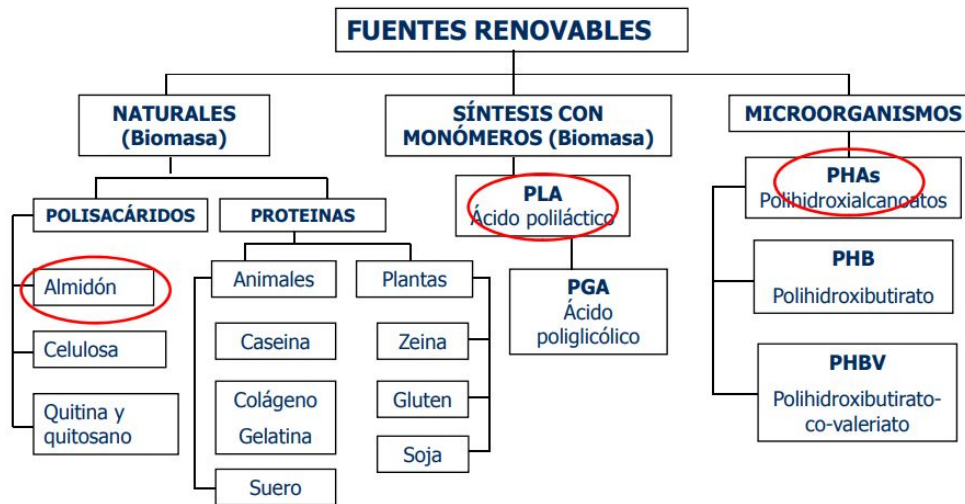 FUENTES RENOVABLES
NATURALES
(Biomasa)
SÍNTESIS CON
MONÓMEROS (Biomasa)
MICROORGANISMOS
POLISACÁRIDOS
PROTEINAS
Almidón
Celulosa
Quitina y
quitosano
Animales
Caseina
Colágeno
Gelatina
Suero
Plantas
Zeina
Gluten
Soja
PLA
Ácido poliláctico
PGA
Ácido
poliglicólico
PHAs
Polihidroxialcanoatos
PHB
Polihidroxibutirato
PHBV
Polihidroxibutirato-
co-valeriato